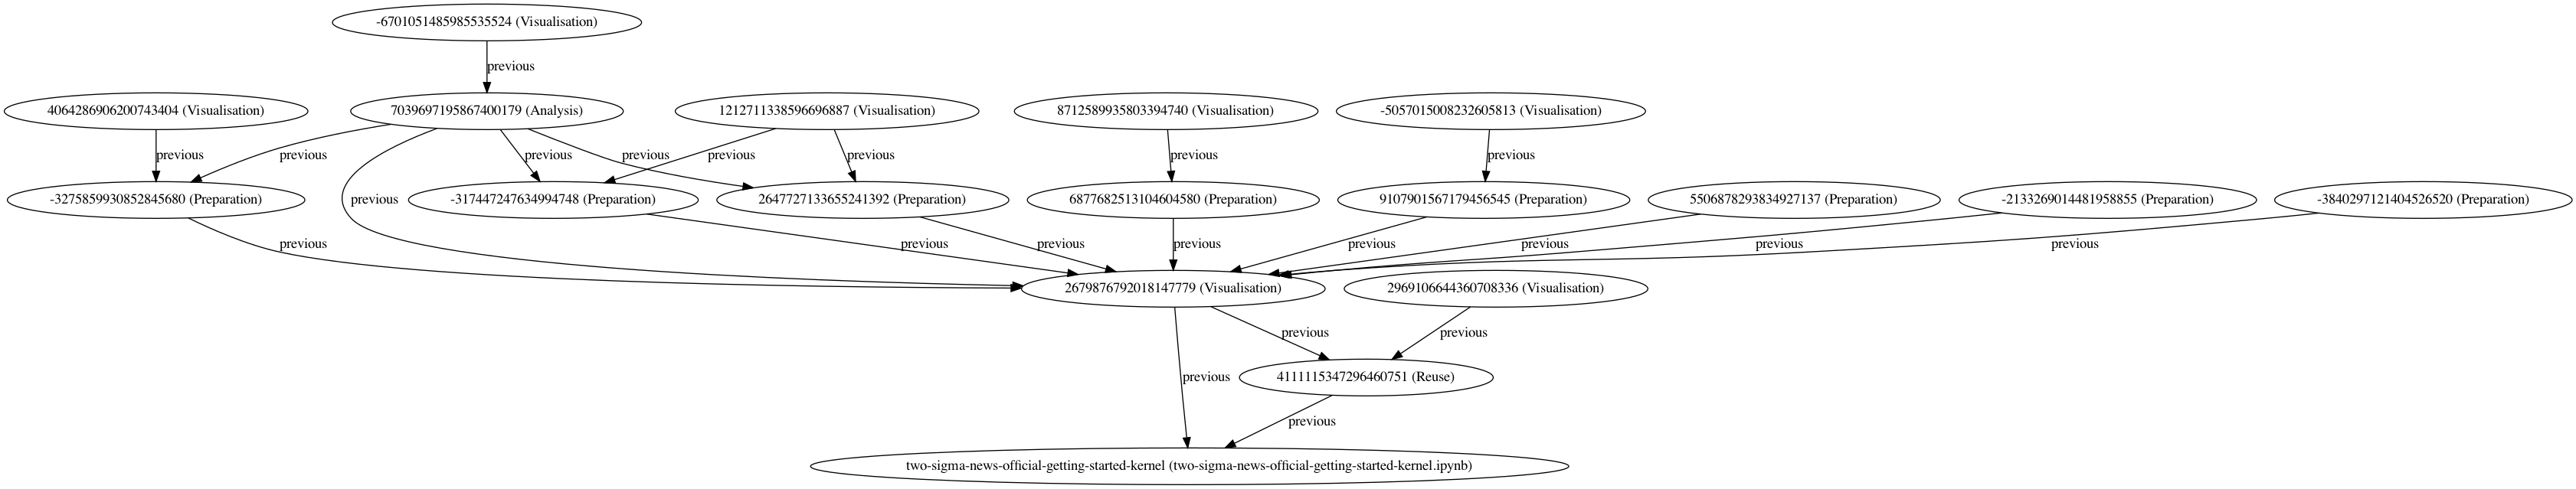 -6701051485985535524 (Visualisation)
previous
4064286906200743404 (Visualisation)
7039697195867400179 (Analysis)
1212711338596696887 (Visualisation)
8712589935803394740 (Visualisation)
-5057015008232605813 (Visualisation)
previous
previous
previous
previous
previous
previous
previous
previous
-3275859930852845680 (Preparation)
previous
-317447247634994748 (Preparation)
2647727133655241392 (Preparation)
6877682513104604580 (Preparation)
9107901567179456545 (Preparation)
5506878293834927137 (Preparation)
-2133269014481958855 (Preparation)
-3840297121404526520 (Preparation)
previous
previous
previous
previous
previous
previous
previous
previous
2679876792018147779 (Visualisation)
2969106644360708336 (Visualisation)
previous
previous
previous
4111115347296460751 (Reuse)
previous
two-sigma-news-official-getting-started-kernel (two-sigma-news-official-getting-started-kernel.ipynb)